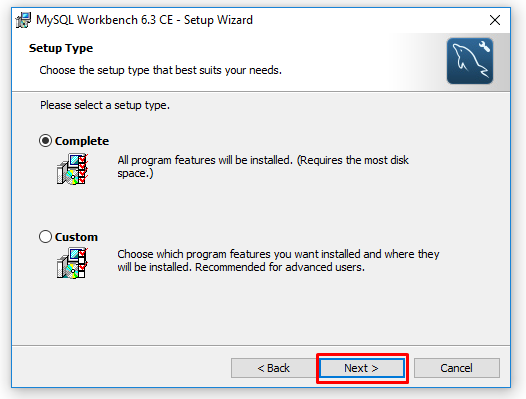 MySQL Workbench 6.3 CE - Setup Wizard
Setup Type
Choose the setup type that best suits your needs.
Please select a setup type.
Complete
All program features will be installed. (Requires the most disk
space.)
Custom
Choose which program features you want installed and where they
will be installed. Recommended for advanced users.
< Back
Next >
Cancel